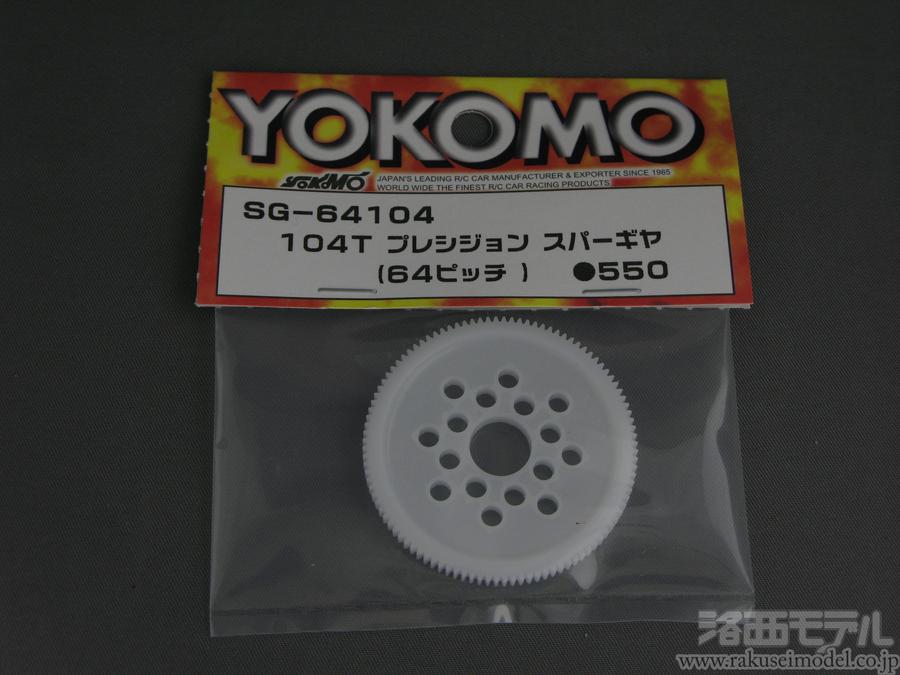 YOKOMO
YOKOMO JAPAN'S LEADING R/C CAR MANUFACTURER & EXPORTER SINCE 1965
WORLD WIDE THE FINEST R/C CAR RACING PRODUCTS
SG-64104
104T プレシジョン スパーギヤ
(64ピッチ) ●550
洛西モデル
www.rakuseimodel.co.jp